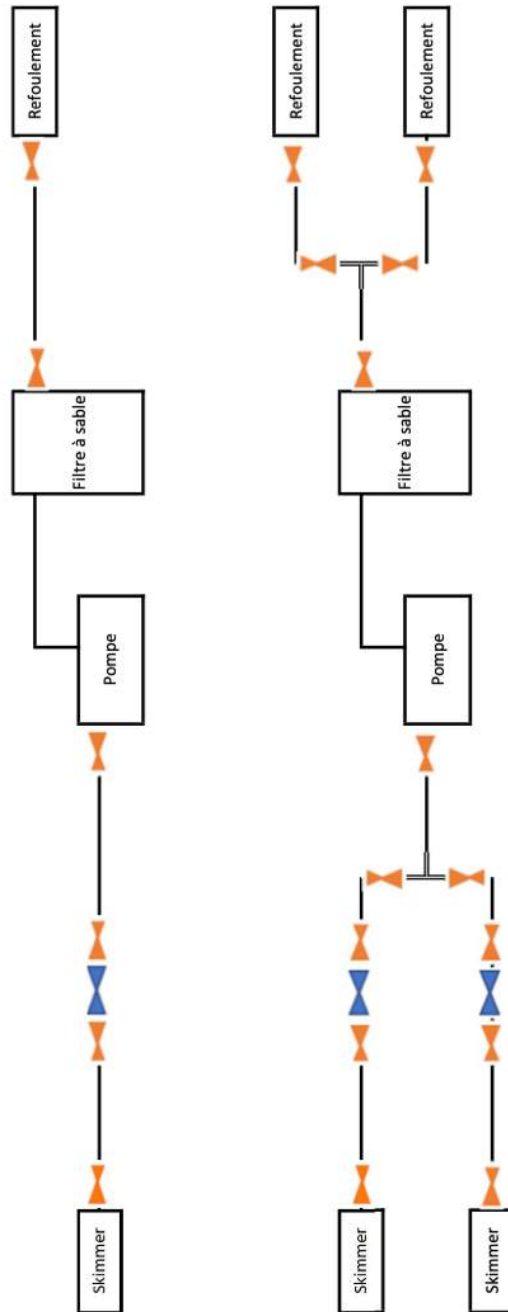 Refoulement
Filtre à sable
Pompe
Skimmer
Refoulement
Refoulement
Filtre à sable
Pompe
Skimmer
Skimmer